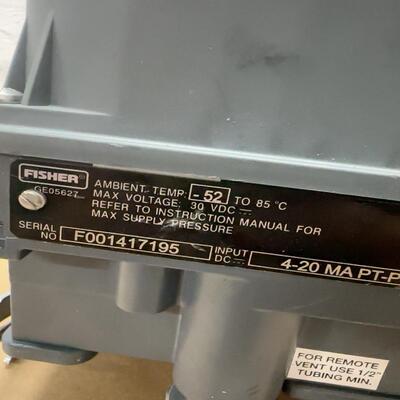 FISHER
GE05627
AMBIENT TEMP: -52 TO 85 °C
MAX VOLTAGE: 30 VDC
REFER TO INSTRUCTION MANUAL FOR
MAX SUPPLY PRESSURE
SERIAL
NO F001417195
INPUT
DC 4-20 MA PT-P
FOR REMOTE
VENT USE 1/2"
TUBING MIN.